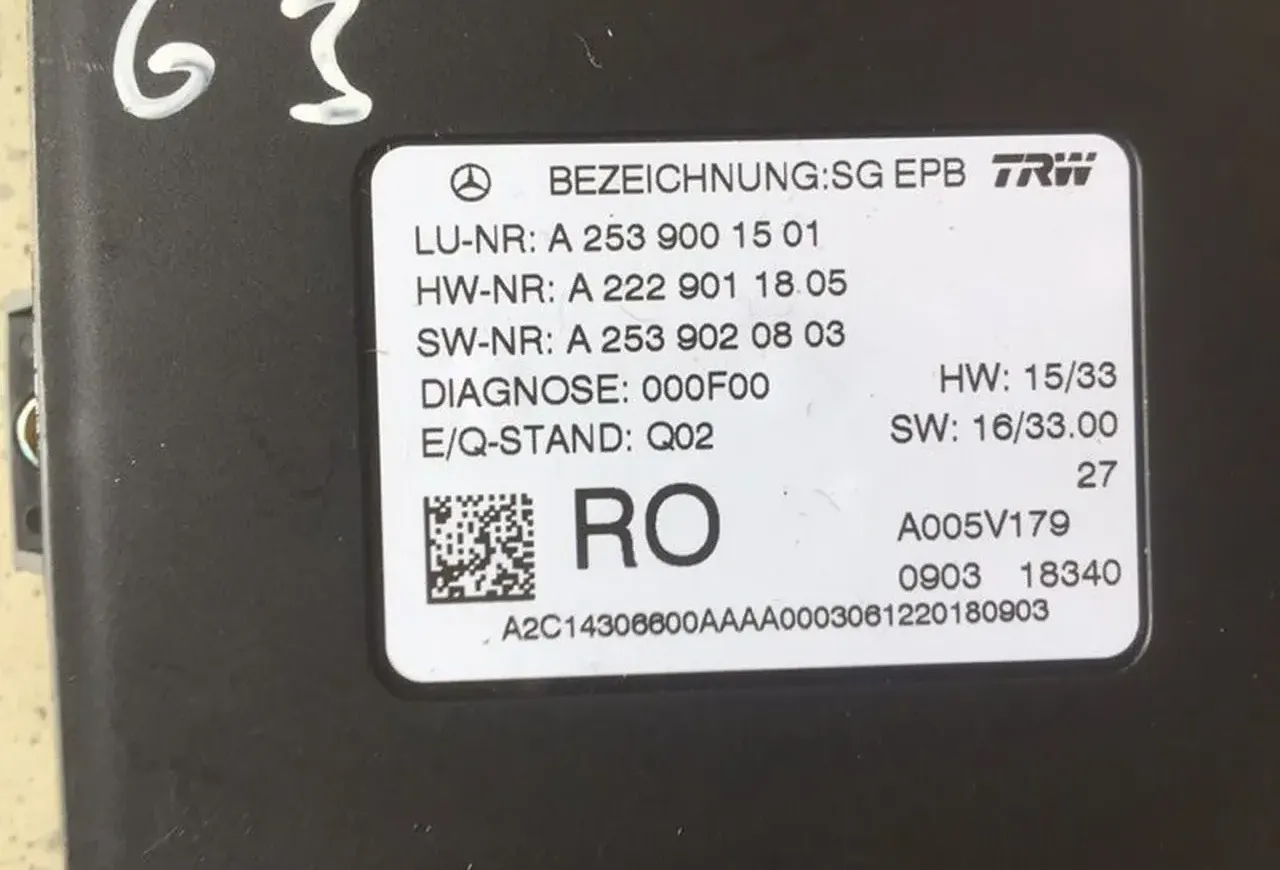 G 3
BEZEICHNUNG:SG EPB TRW
LU-NR: A 253 900 15 01
HW-NR: A 222 901 18 05
SW-NR: A 253 902 08 03
DIAGNOSE: 000F00 HW: 15/33
E/Q-STAND: Q02 SW: 16/33.00
27
RO A005V179
0903 18340
A2C14306600AAAA0003061220180903